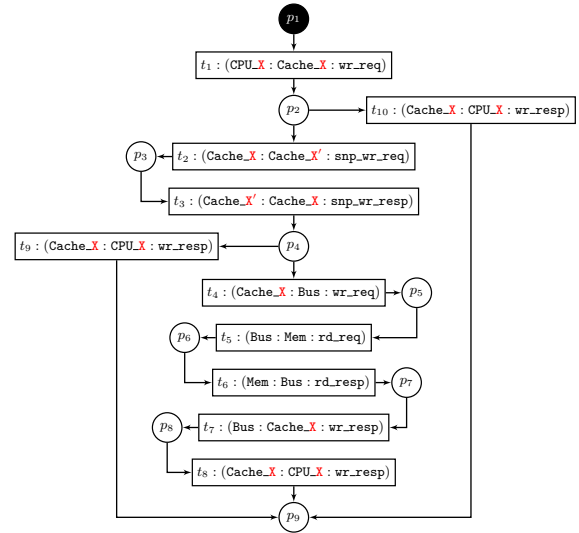 p₁
t₁ : (CPU_X : Cache_X : wr_req)
p₂
t₁₀ : (Cache_X : CPU_X : wr_resp)
p₃
t₂ : (Cache_X : Cache_X′ : snp_wr_req)
t₃ : (Cache_X′ : Cache_X : snp_wr_resp)
t₉ : (Cache_X : CPU_X : wr_resp)
p₄
t₄ : (Cache_X : Bus : wr_req)
p₅
p₆
t₅ : (Bus : Mem : rd_req)
t₆ : (Mem : Bus : rd_resp)
p₇
p₈
t₇ : (Bus : Cache_X : wr_resp)
t₈ : (Cache_X : CPU_X : wr_resp)
p₉